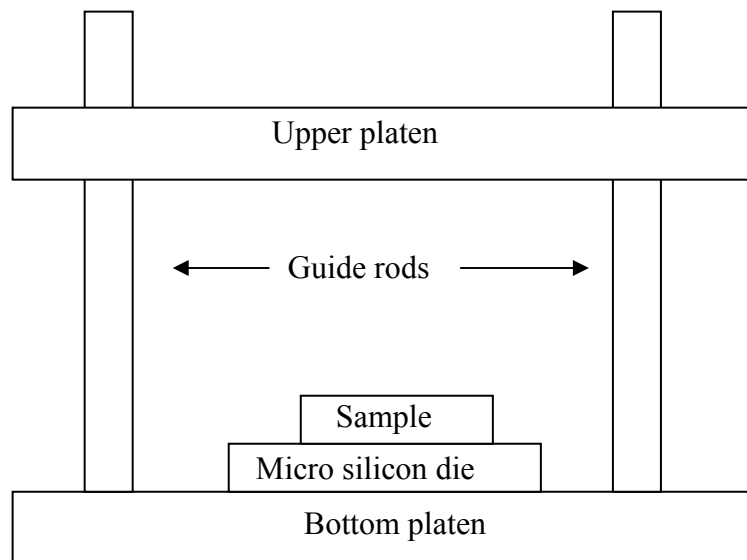 Upper platen
Guide rods
Sample
Micro silicon die
Bottom platen